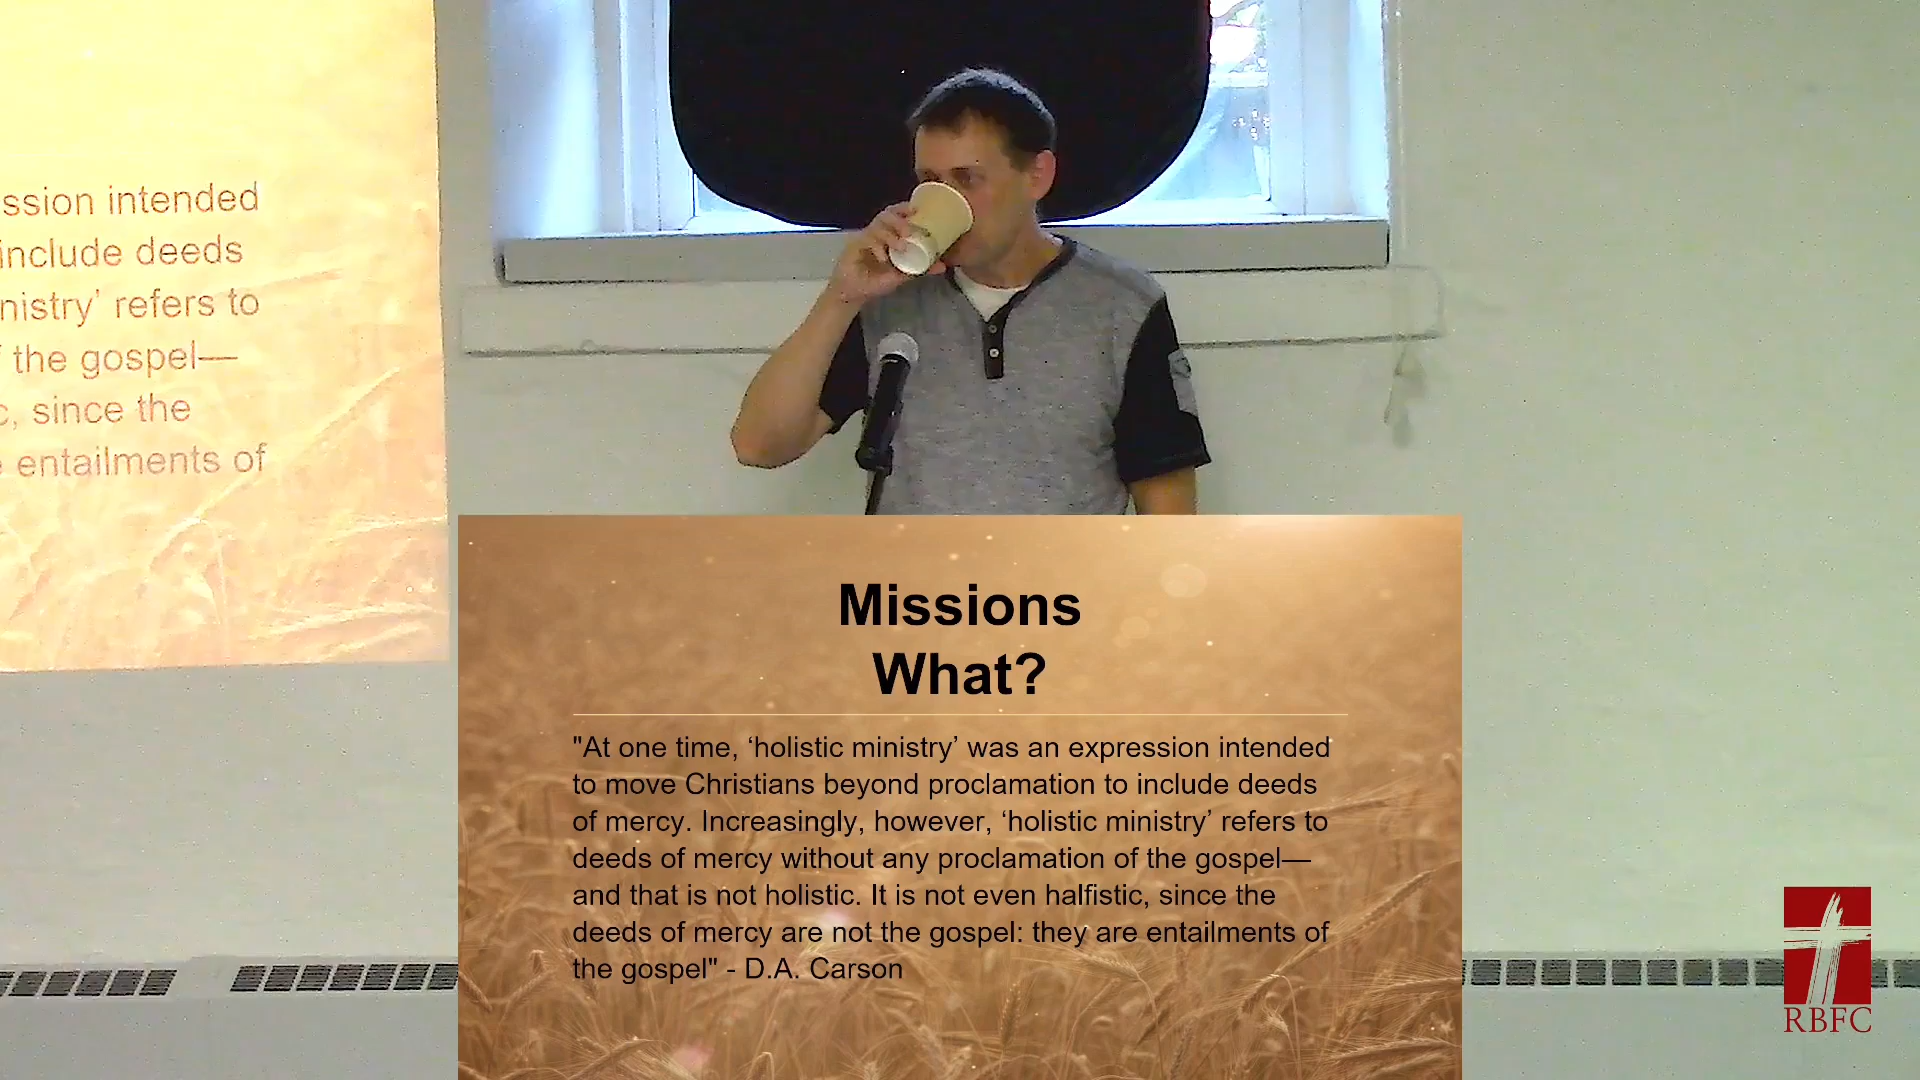 ssion intended
include deeds
nistry’ refers to
the gospel—
, since the
entailments of
Missions
What?
"At one time, ‘holistic ministry’ was an expression intended
to move Christians beyond proclamation to include deeds
of mercy. Increasingly, however, ‘holistic ministry’ refers to
deeds of mercy without any proclamation of the gospel—
and that is not holistic. It is not even halfistic, since the
deeds of mercy are not the gospel: they are entailments of
the gospel" - D.A. Carson
RBFC